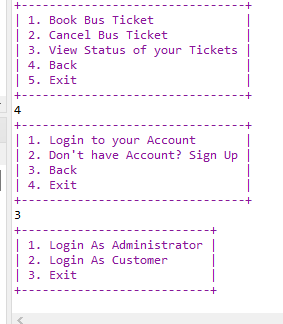 +----------------------------------+
| 1. Book Bus Ticket               |
| 2. Cancel Bus Ticket             |
| 3. View Status of your Tickets |
| 4. Back                          |
| 5. Exit                          |
+----------------------------------+
4
+----------------------------------+
| 1. Login to your Account         |
| 2. Don't have Account? Sign Up |
| 3. Back                          |
| 4. Exit                          |
+----------------------------------+
3
+---------------------------+
| 1. Login As Administrator |
| 2. Login As Customer      |
| 3. Exit                   |
+---------------------------+